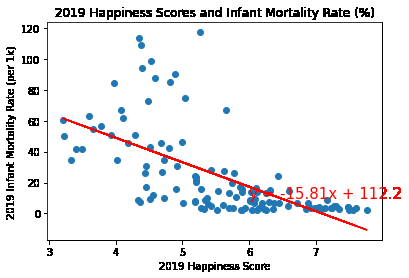 2019 Happiness Scores and Infant Mortality Rate (%)
2019 Infant Mortality Rate (per 1k)
120
100
80
60
40
20
0
-15.81x + 112.2
3 4 5 6 7
2019 Happiness Score